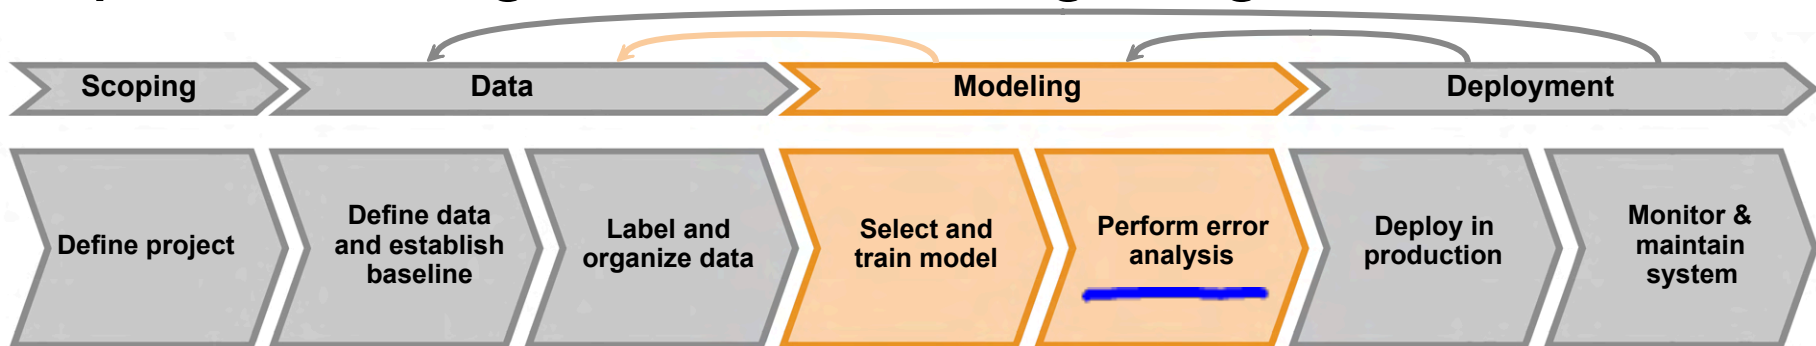 Scoping
Data
Modeling
Deployment
Define project
Define data
and establish
baseline
Label and
organize data
Select and
train model
Perform error
analysis
Deploy in
production
Monitor &
maintain
system